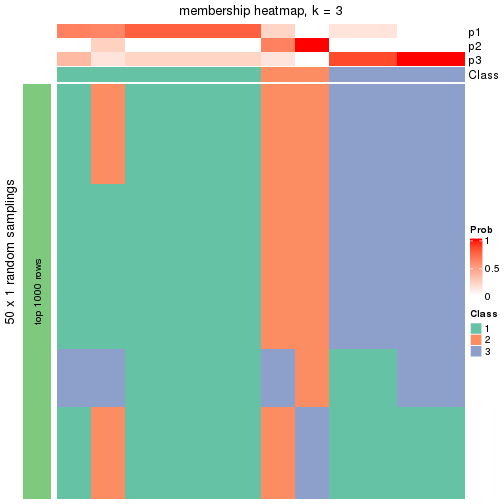 membership heatmap, k = 3
p1
p2
p3
Class
50 x 1 random samplings
top 1000 rows
Prob
1
0.5
0
Class
1
2
3